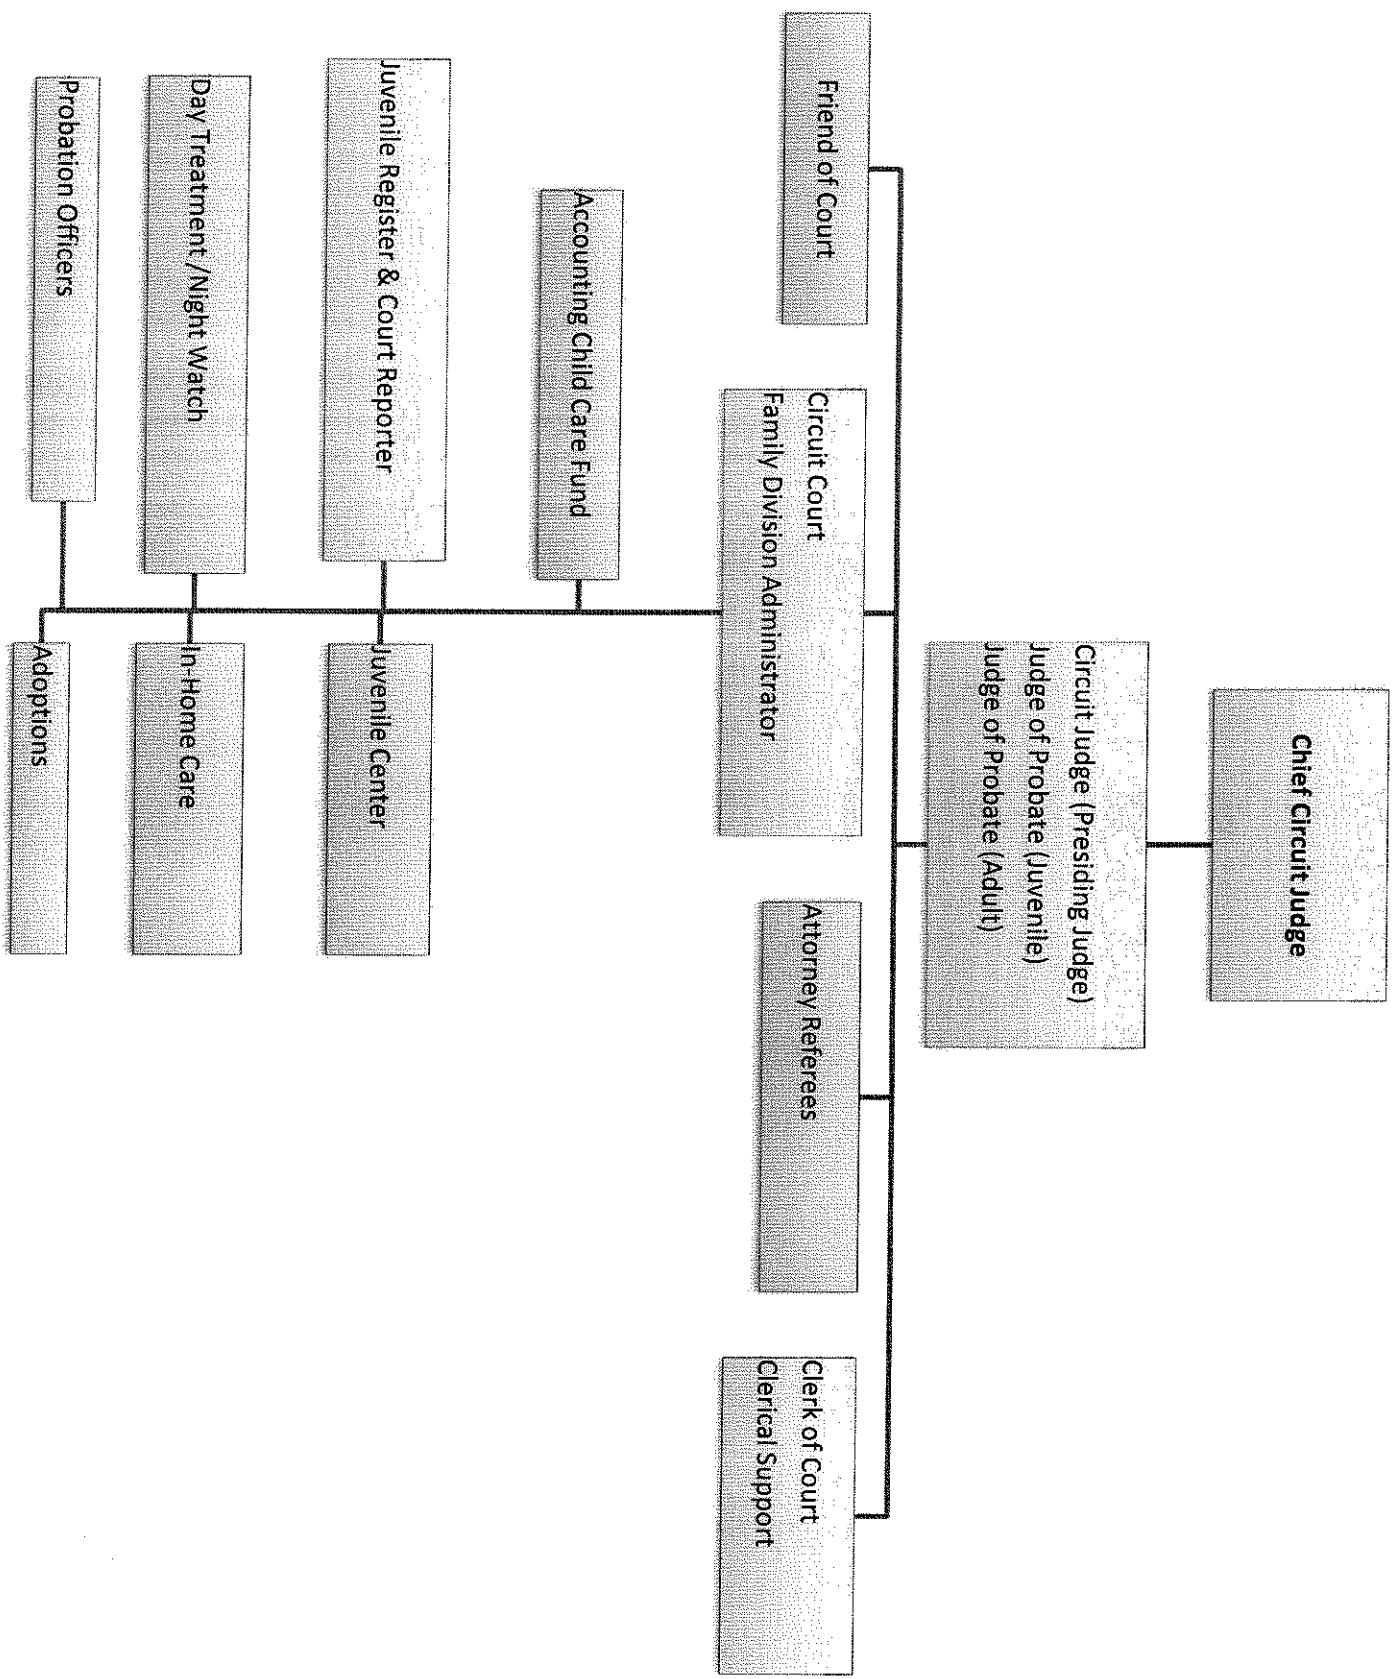 Chief Circuit Judge
Circuit Judge (Presiding Judge)
Judge of Probate (Juvenile)
Judge of Probate (Adult)
Friend of Court
Circuit Court
Family Division Administrator
Attorney Referees
Clerk of Court
Clerical Support
Accounting Child Care Fund
Juvenile Register & Court Reporter
Juvenile Center
Day Treatment /Night Watch
In-Home Care
Probation Officers
Adoptions